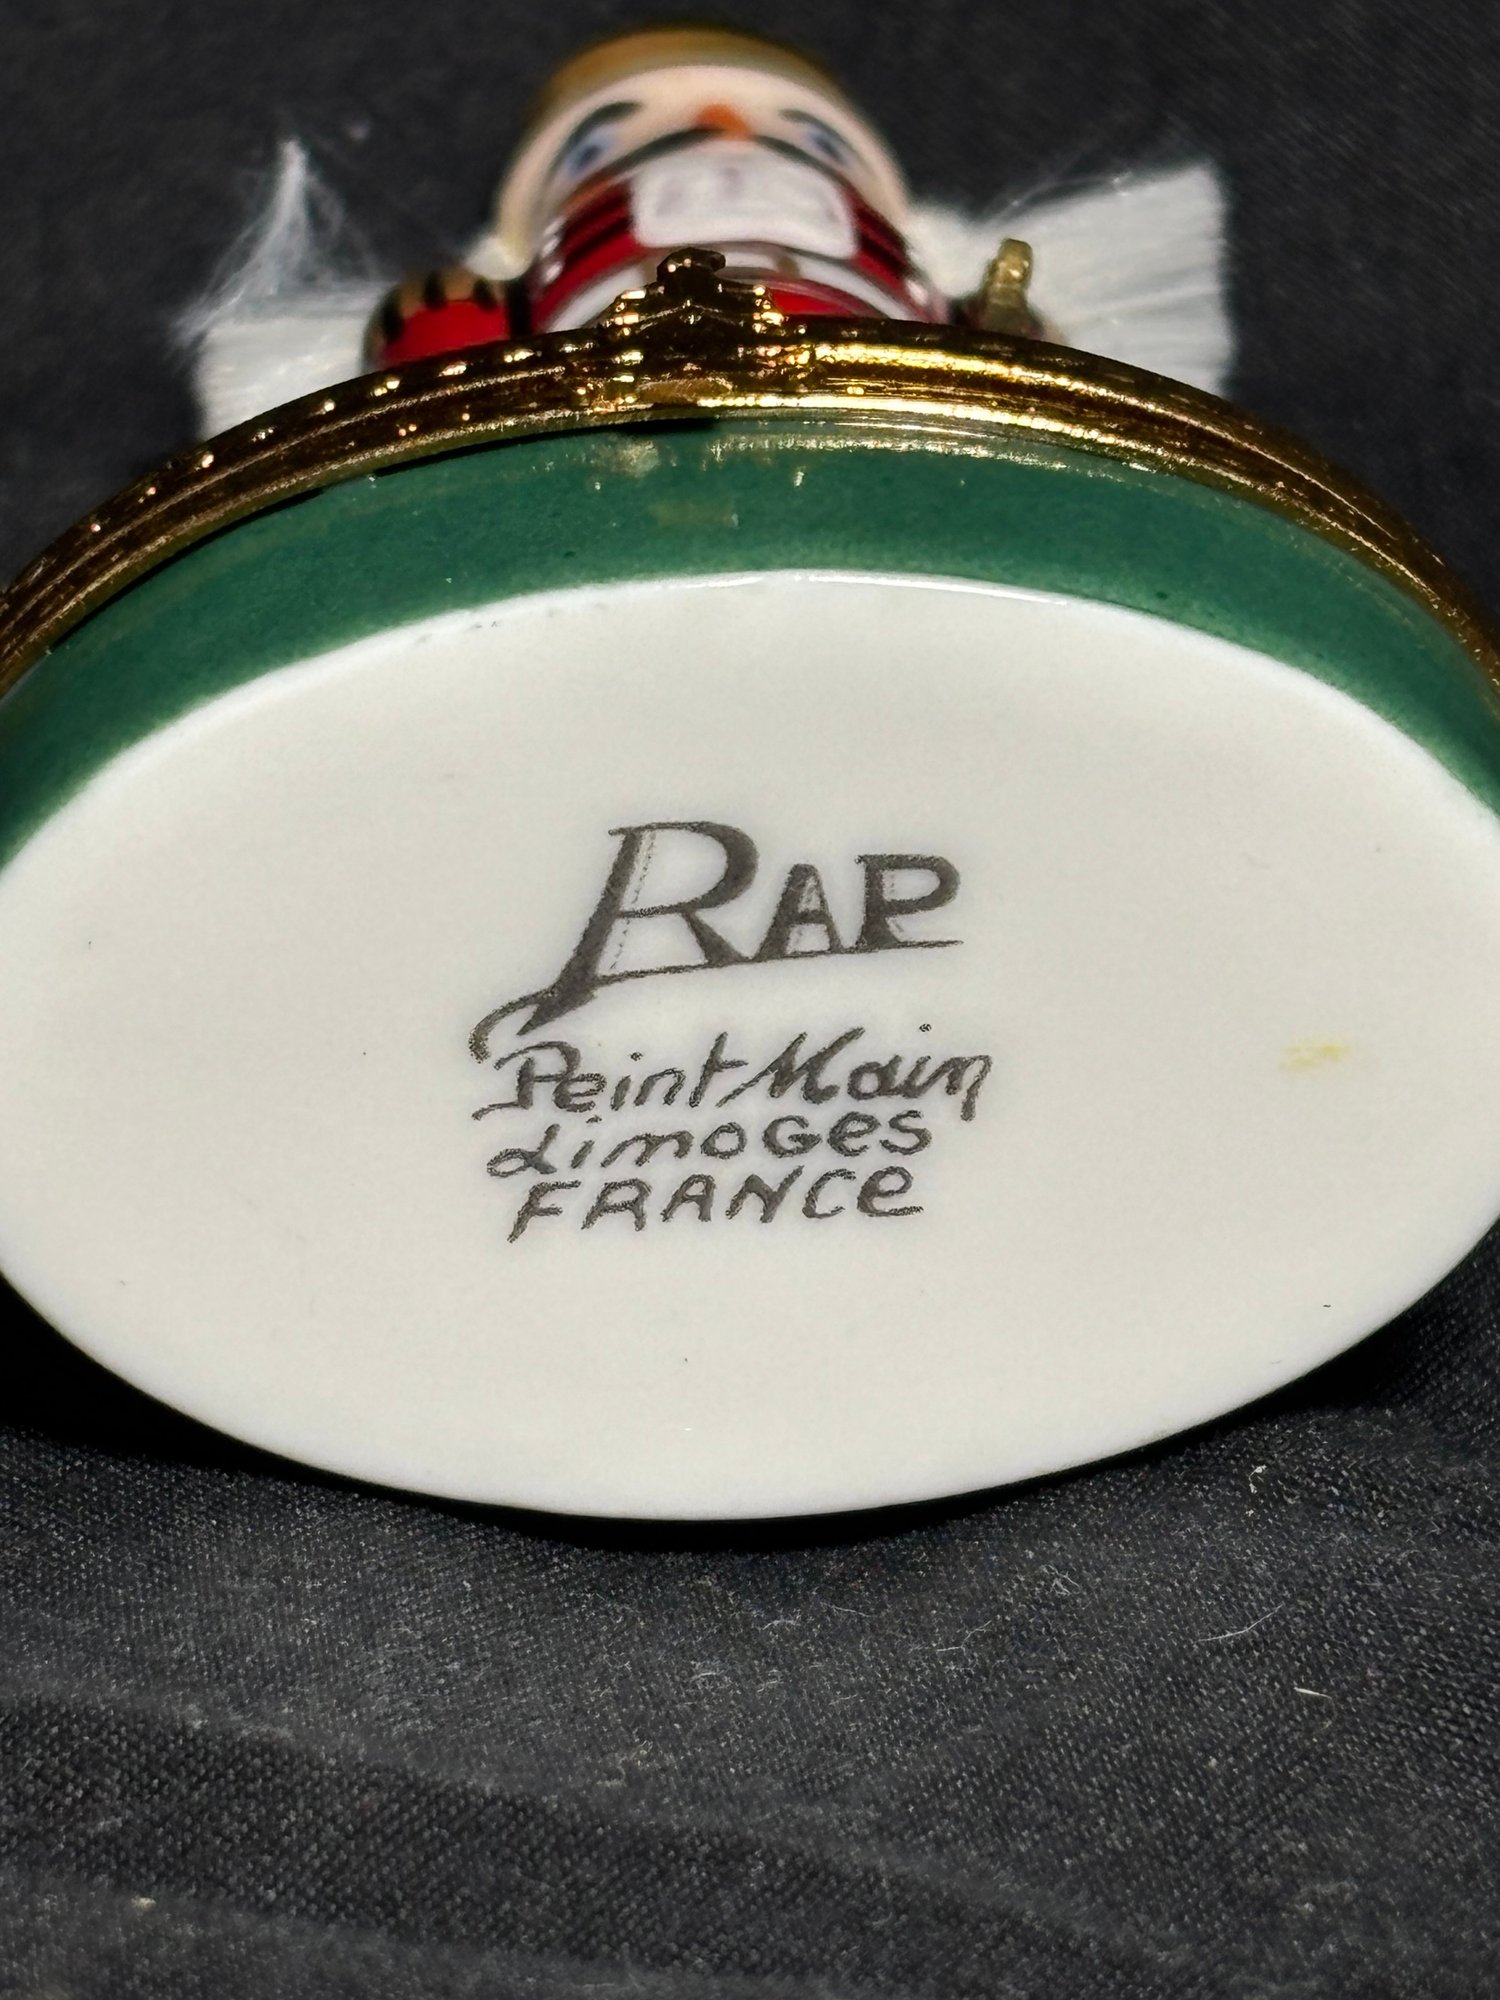 RAP
Peint Main
Limoges
FRANCe